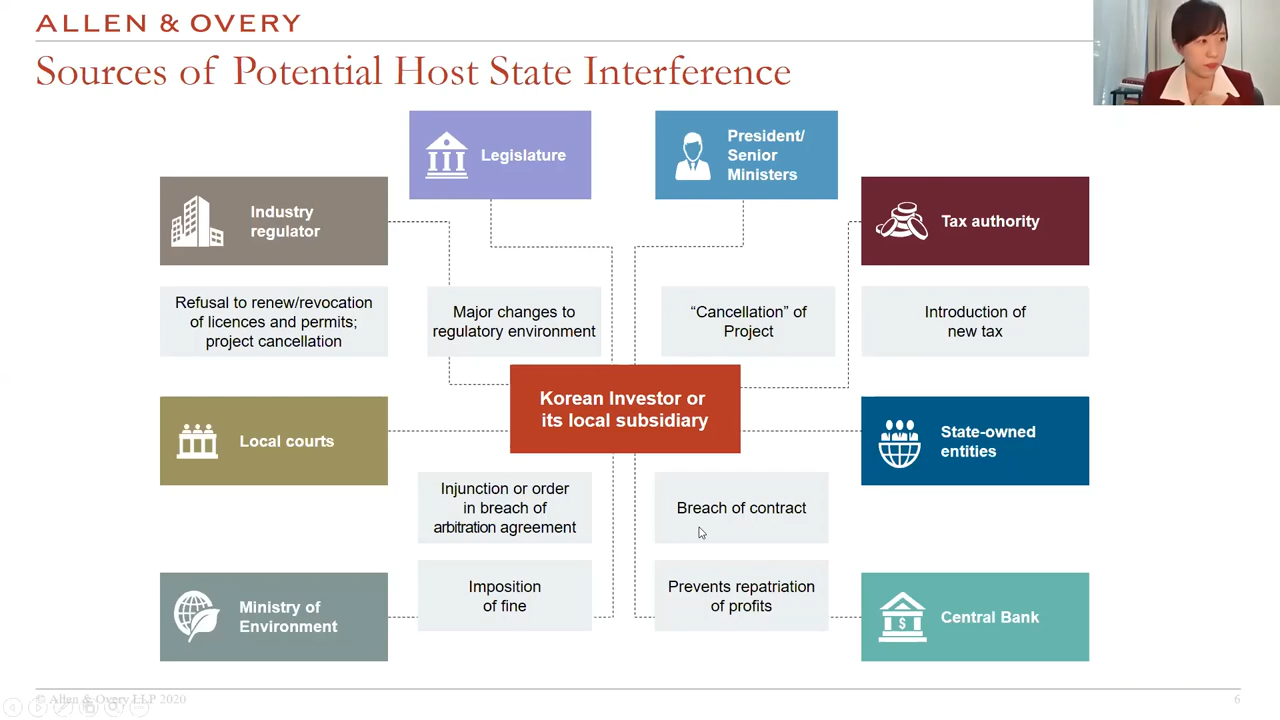 ALLEN & OVERY
Sources of Potential Host State Interference
Legislature
President/
Senior
Ministers
Industry
regulator
Tax authority
Refusal to renew/revocation
of licences and permits;
project cancellation
Major changes to
regulatory environment
“Cancellation” of
Project
Introduction of
new tax
Korean Investor or
its local subsidiary
Local courts
State-owned
entities
Injunction or order
in breach of
arbitration agreement
Breach of contract
Imposition
of fine
Prevents repatriation
of profits
Ministry of
Environment
$
Central Bank
© Allen & Overy LLP 2020
6